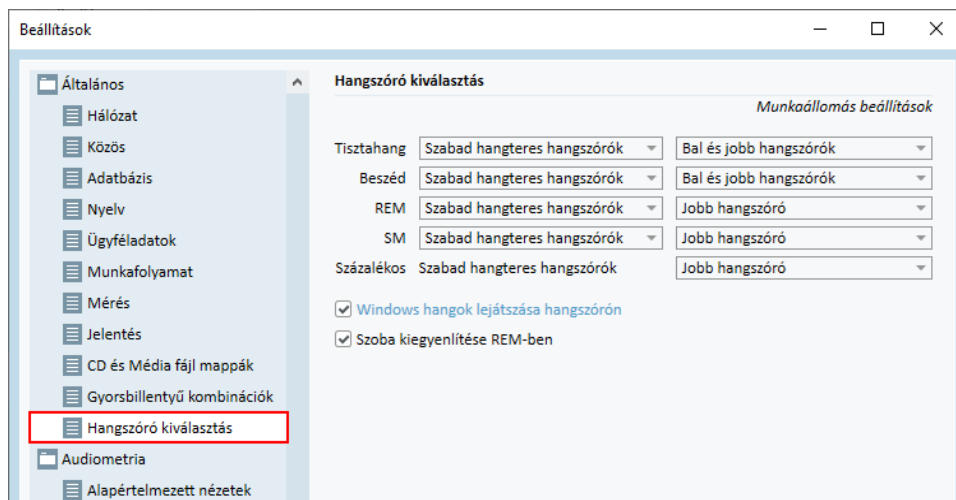 Beállítások
Általános
Hálózat
Közös
Adatbázis
Nyelv
Ügyféladatok
Munkafolyamat
Mérés
Jelentés
CD és Média fájl mappák
Gyorsbillentyű kombinációk
Hangszóró kiválasztás
Audiometria
Alapértelmezett nézetek
Hangszóró kiválasztás
Munkaállomás beállítások
Tisztahang Szabad hangteres hangszórók Bal és jobb hangszórók
Beszéd Szabad hangteres hangszórók Bal és jobb hangszórók
REM Szabad hangteres hangszórók Jobb hangszóró
SM Szabad hangteres hangszórók Jobb hangszóró
Százalékos Szabad hangteres hangszórók Jobb hangszóró
Windows hangok lejátszása hangszórón
Szoba kiegyenlítése REM-ben